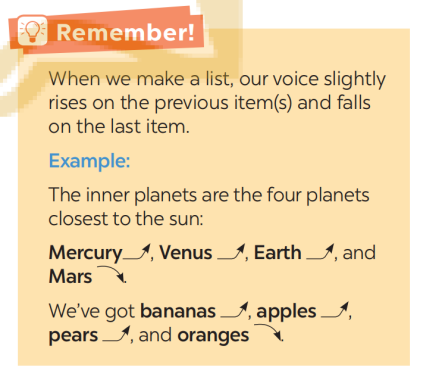 Remember!
When we make a list, our voice slightly
rises on the previous item(s) and falls
on the last item.
Example:
The inner planets are the four planets
closest to the sun:
Mercury, Venus, Earth, and
Mars.
We’ve got bananas, apples,
pears, and oranges.